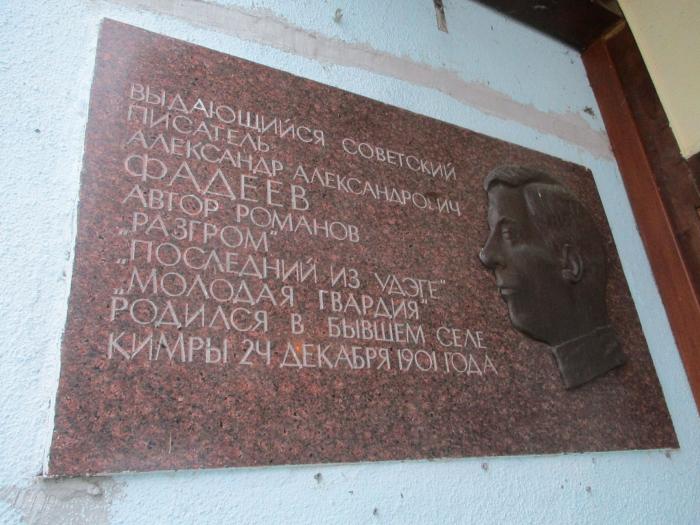 ВЫДАЮЩИЙСЯ СОВЕТСКИЙ
ПИСАТЕЛЬ
АЛЕКСАНДР АЛЕКСАНДРОВИЧ
ФАДЕЕВ
АВТОР РОМАНОВ
„РАЗГРОМ"
„ПОСЛЕДНИЙ ИЗ УДЭГЕ"
„МОЛОДАЯ ГВАРДИЯ"
РОДИЛСЯ В БЫВШЕМ СЕЛЕ
КИМРЫ 24 ДЕКАБРЯ 1901 ГОДА